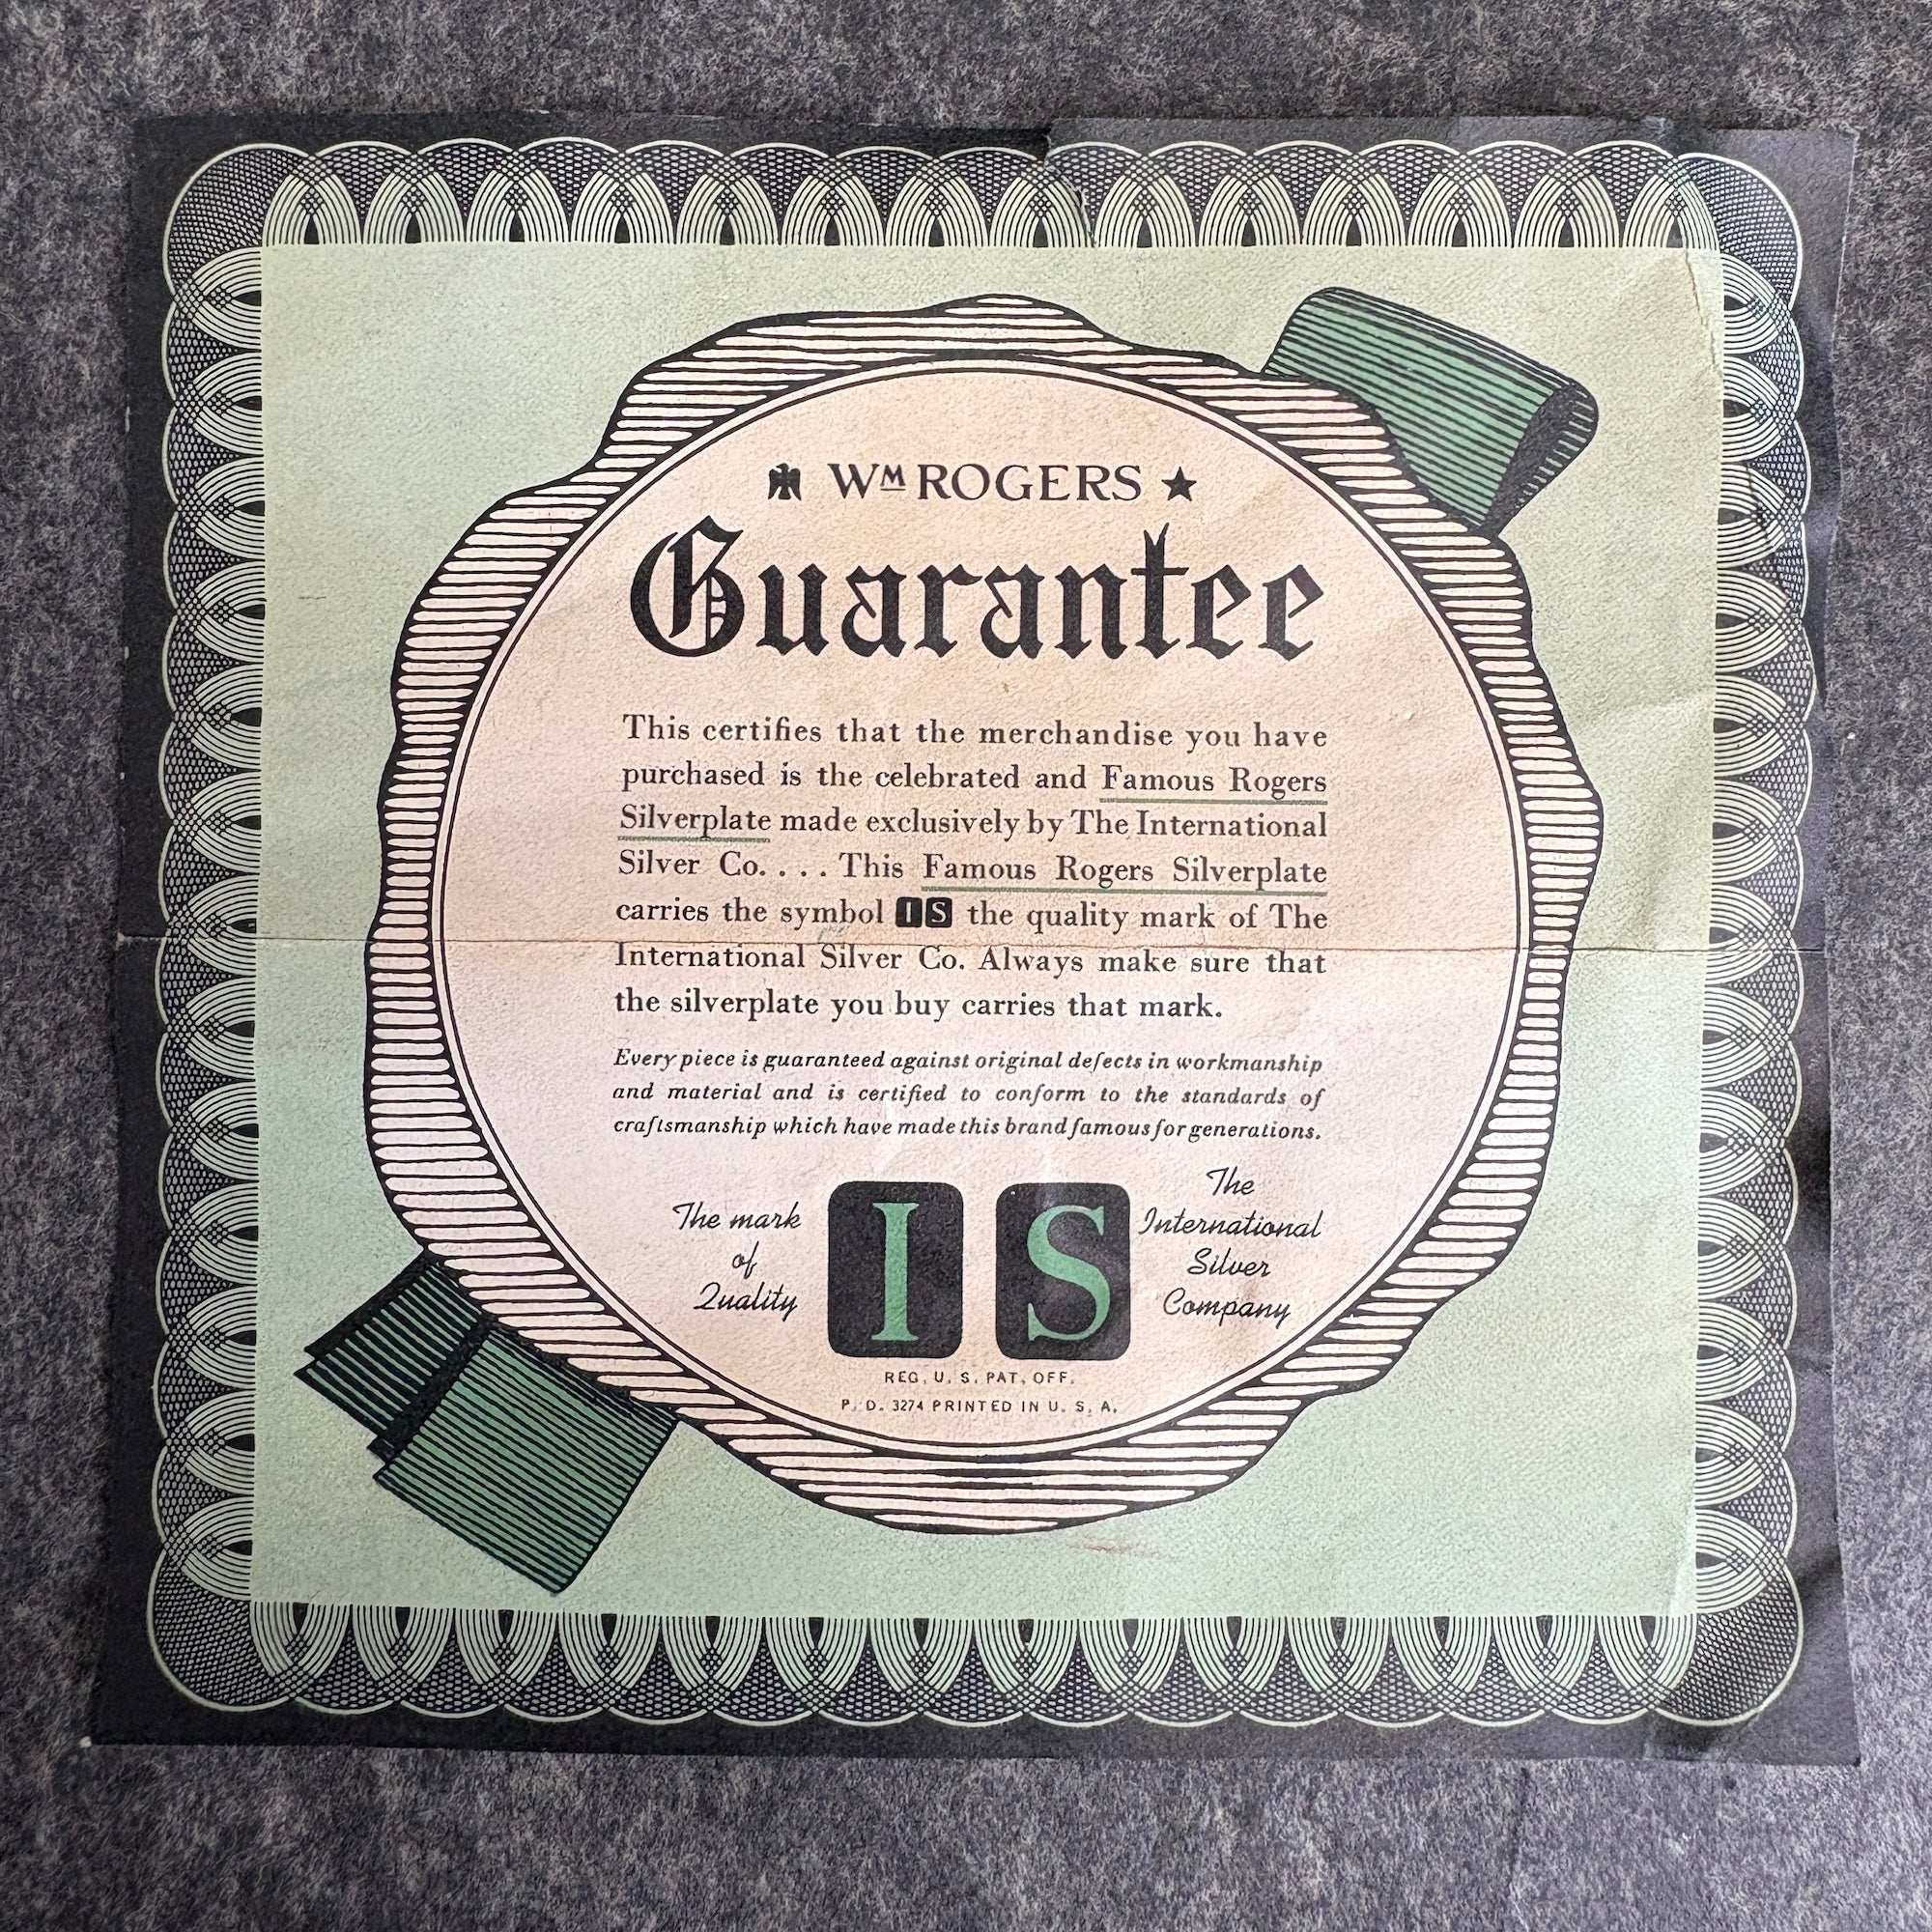 WM ROGERS
Guarantee
This certifies that the merchandise you have
purchased is the celebrated and Famous Rogers
Silverplate made exclusively by The International
Silver Co. . . . This Famous Rogers Silverplate
carries the symbol IS the quality mark of The
International Silver Co. Always make sure that
the silverplate you buy carries that mark.
Every piece is guaranteed against original defects in workmanship
and material and is certified to conform to the standards of
craftsmanship which have made this brand famous for generations.
The mark
of
Quality
IS
The
International
Silver
Company
REG. U. S. PAT. OFF.
P. D. 3274 PRINTED IN U. S. A.